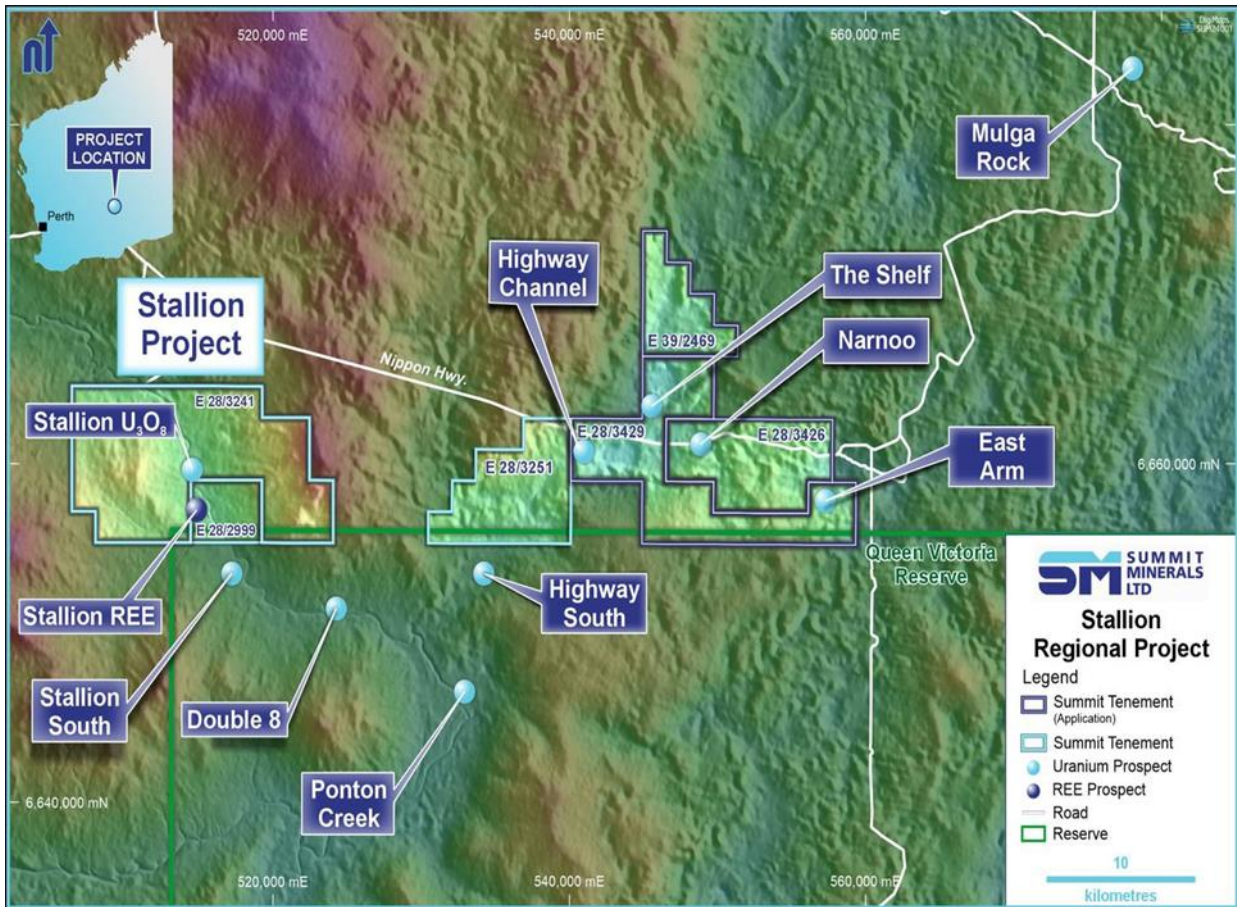 520,000 mE
540,000 mE
560,000 mE
DigMaps
SUM24001
PROJECT
LOCATION
Perth
Mulga
Rock
Highway
Channel
The Shelf
Stallion
Project
E 39/2469
Narnoo
Nippon Hwy.
E 28/3241
Stallion U₃O₈
E 28/3429
E 28/3426
East
Arm
E 28/3251
6,660,000 mN
E 28/2999
Queen Victoria
Reserve
Stallion REE
Highway
South
Stallion
South
Double 8
Ponton
Creek
6,640,000 mN
520,000 mE
540,000 mE
560,000 mE
SM
SUMMIT
MINERALS
LTD
Stallion
Regional Project
Legend
Summit Tenement
(Application)
Summit Tenement
Uranium Prospect
REE Prospect
Road
Reserve
10
kilometres